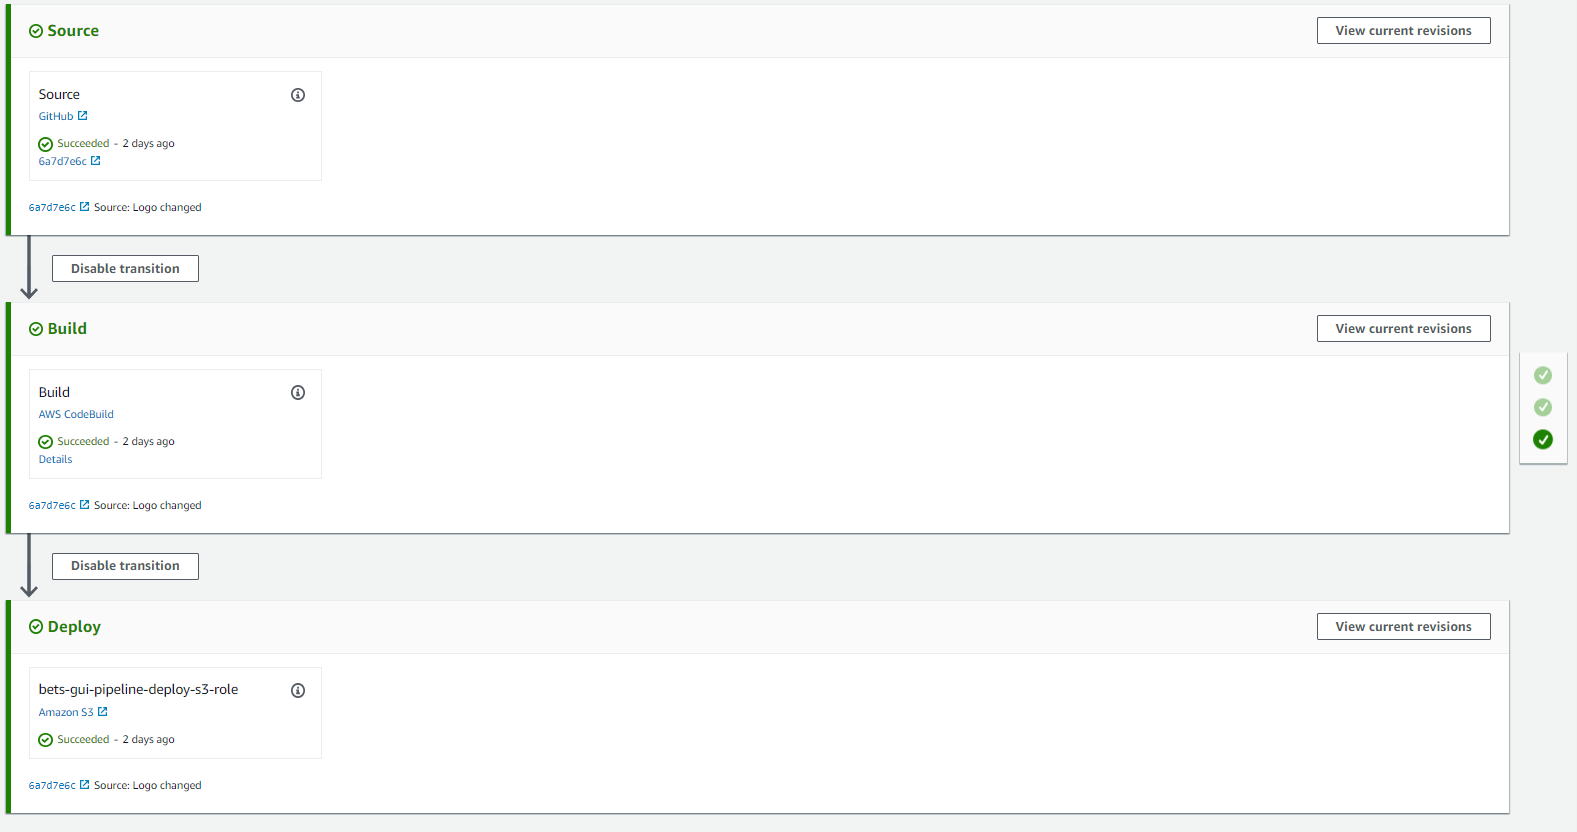 Source
View current revisions
Source
GitHub
Succeeded - 2 days ago
6a7d7e6c
6a7d7e6c Source: Logo changed
Disable transition
Build
View current revisions
Build
AWS CodeBuild
Succeeded - 2 days ago
Details
6a7d7e6c Source: Logo changed
Disable transition
Deploy
View current revisions
bets-gui-pipeline-deploy-s3-role
Amazon S3
Succeeded - 2 days ago
6a7d7e6c Source: Logo changed